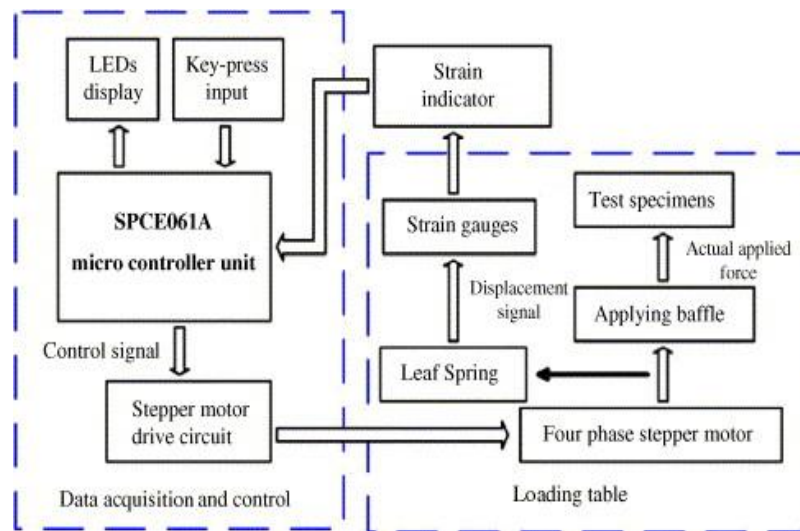 LEDs
display
Key-press
input
Strain
indicator
SPCE061A
micro controller unit
Strain gauges
Test specimens
Actual applied
force
Displacement
signal
Applying baffle
Control signal
Leaf Spring
Stepper motor
drive circuit
Four phase stepper motor
Data acquisition and control
Loading table